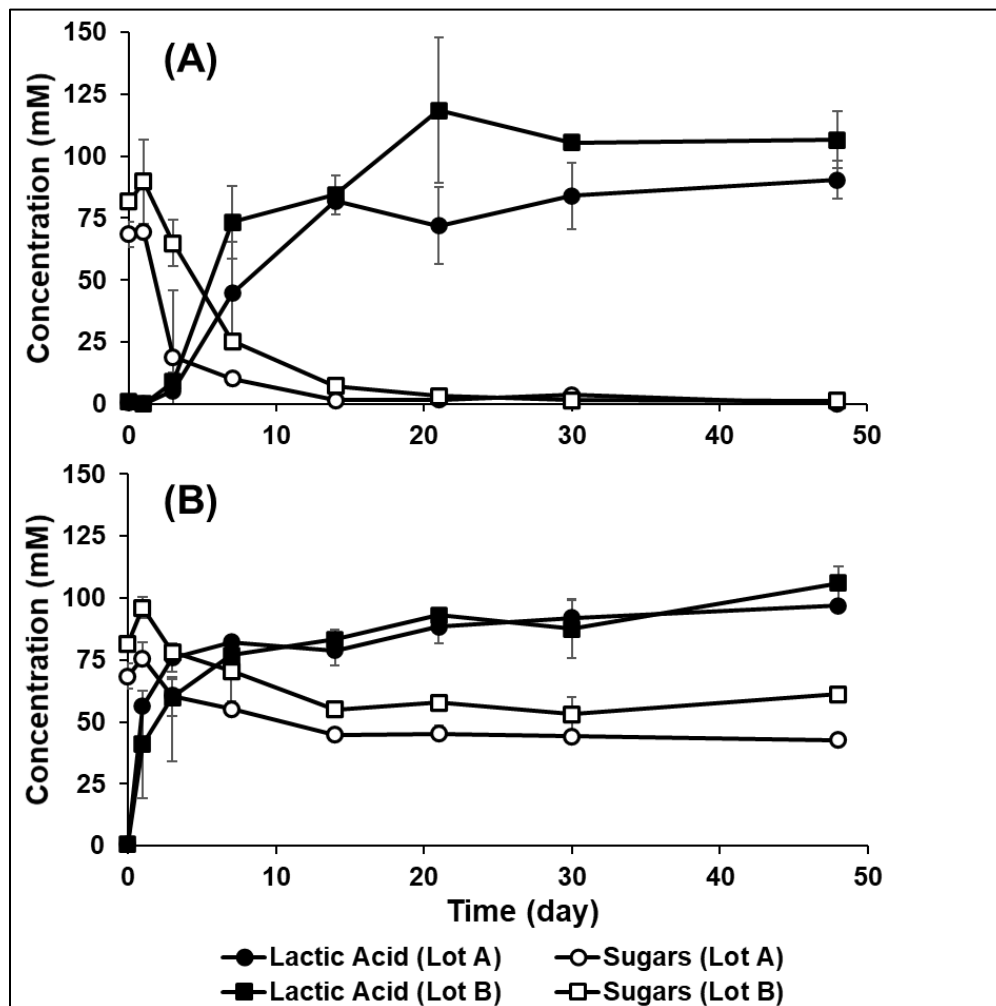 (A)
Concentration (mM)
150
125
100
75
50
25
0
0 10 20 30 40 50
(B)
Concentration (mM)
150
125
100
75
50
25
0
0 10 20 30 40 50
Time (day)
Lactic Acid (Lot A) Sugars (Lot A)
Lactic Acid (Lot B) Sugars (Lot B)